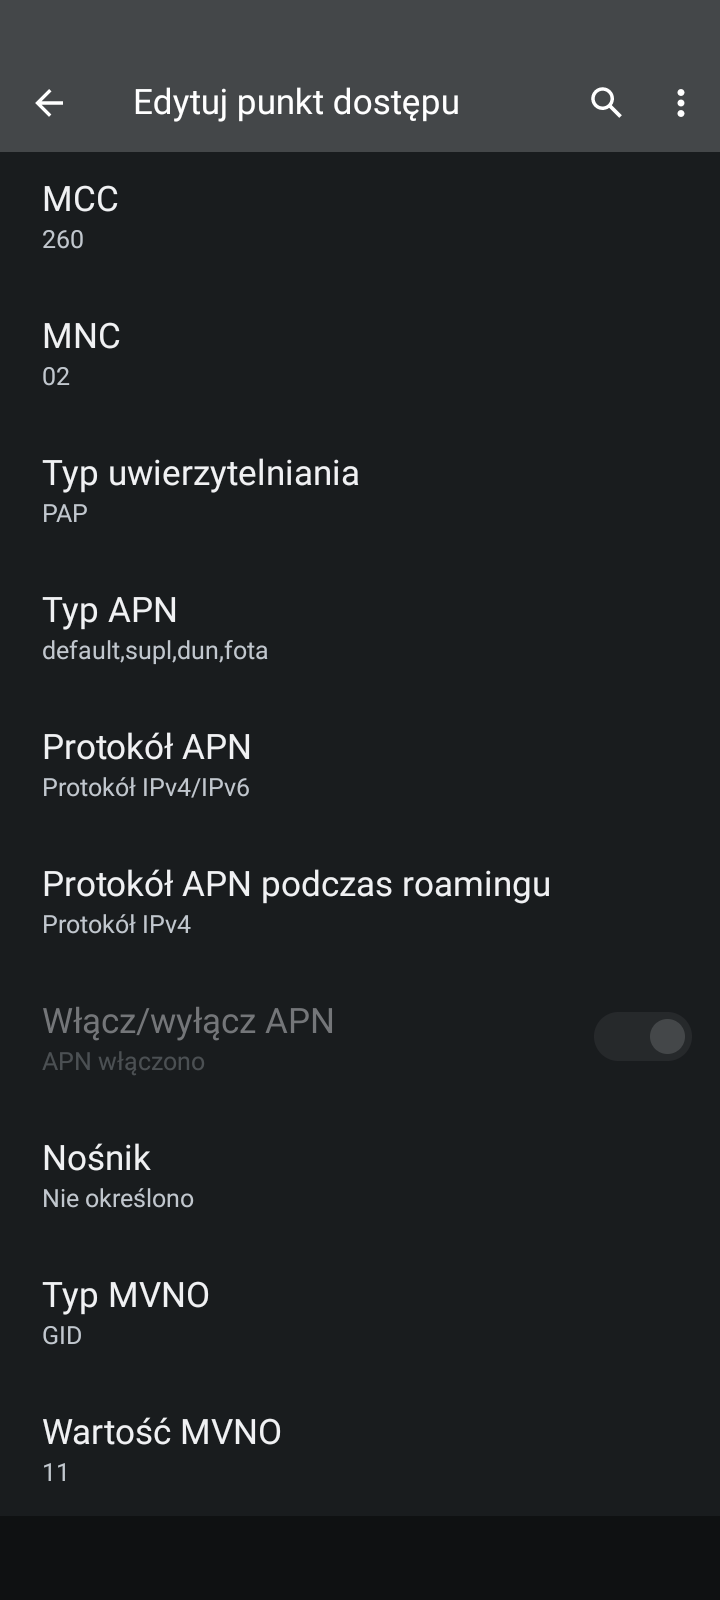 Edytuj punkt dostępu
MCC
260
MNC
02
Typ uwierzytelniania
PAP
Typ APN
default,supl,dun,fota
Protokół APN
Protokół IPv4/IPv6
Protokół APN podczas roamingu
Protokół IPv4
Włącz/wyłącz APN
APN włączono
Nośnik
Nie określono
Typ MVNO
GID
Wartość MVNO
11